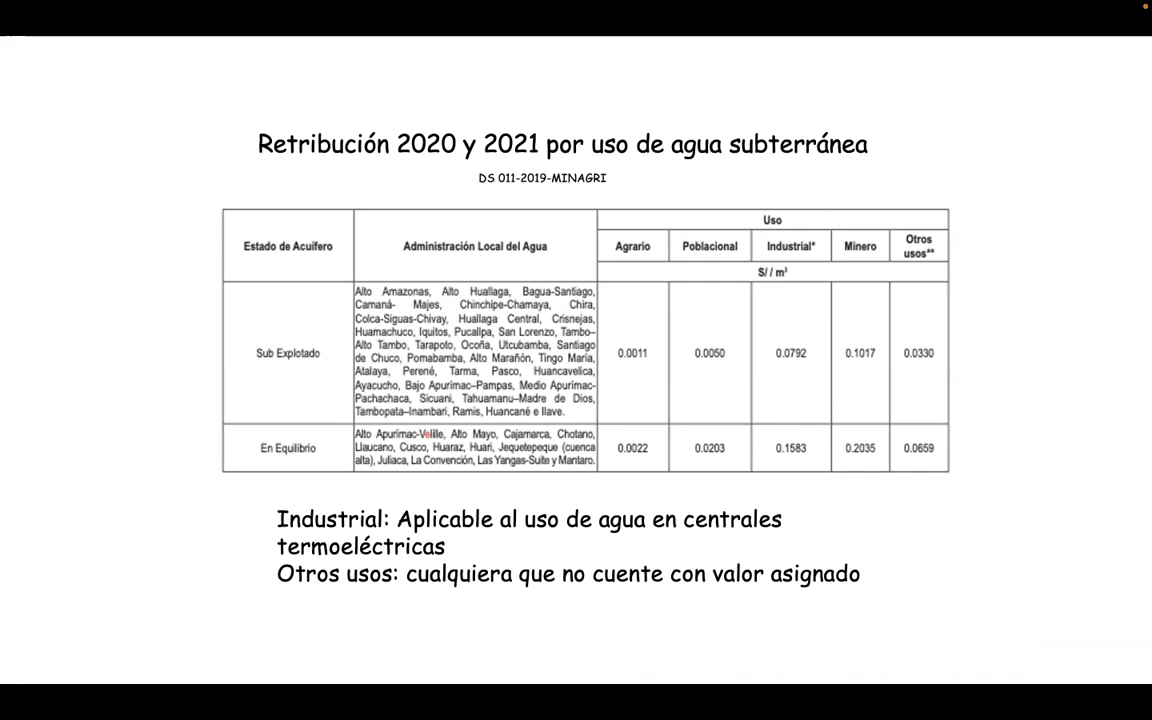 Retribución 2020 y 2021 por uso de agua subterránea
DS 011-2019-MINAGRI
Estado de Acuífero
Administración Local del Agua
Uso
Agrario
Poblacional
Industrial*
Minero
Otros
usos**
S/ / m³
Sub Explotado
Alto Amazonas, Alto Huallaga, Bagua-Santiago,
Camaná- Majes, Chinchipe-Chamaya, Chira,
Colca-Siguas-Chivay, Huallaga Central, Crisnejas,
Huamachuco, Iquitos, Pucallpa, San Lorenzo, Tambo–
Alto Tambo, Tarapoto, Ocoña, Utcubamba, Santiago
de Chuco, Pomabamba, Alto Marañón, Tingo María,
Atalaya, Perené, Tarma, Pasco, Huancavelica,
Ayacucho, Bajo Apurímac–Pampas, Medio Apurímac-
Pachachaca, Sicuani, Tahuamanu–Madre de Dios,
Tambopata–Inambari, Ramis, Huancané e Ilave.
0.0011
0.0050
0.0792
0.1017
0.0330
En Equilibrio
Alto Apurímac-Velille, Alto Mayo, Cajamarca, Chotano,
Llaucano, Cusco, Huaraz, Huari, Jequetepeque (cuenca
alta), Juliaca, La Convención, Las Yangas-Suite y Mantaro.
0.0022
0.0203
0.1583
0.2035
0.0659
Industrial: Aplicable al uso de agua en centrales
termoeléctricas
Otros usos: cualquiera que no cuente con valor asignado